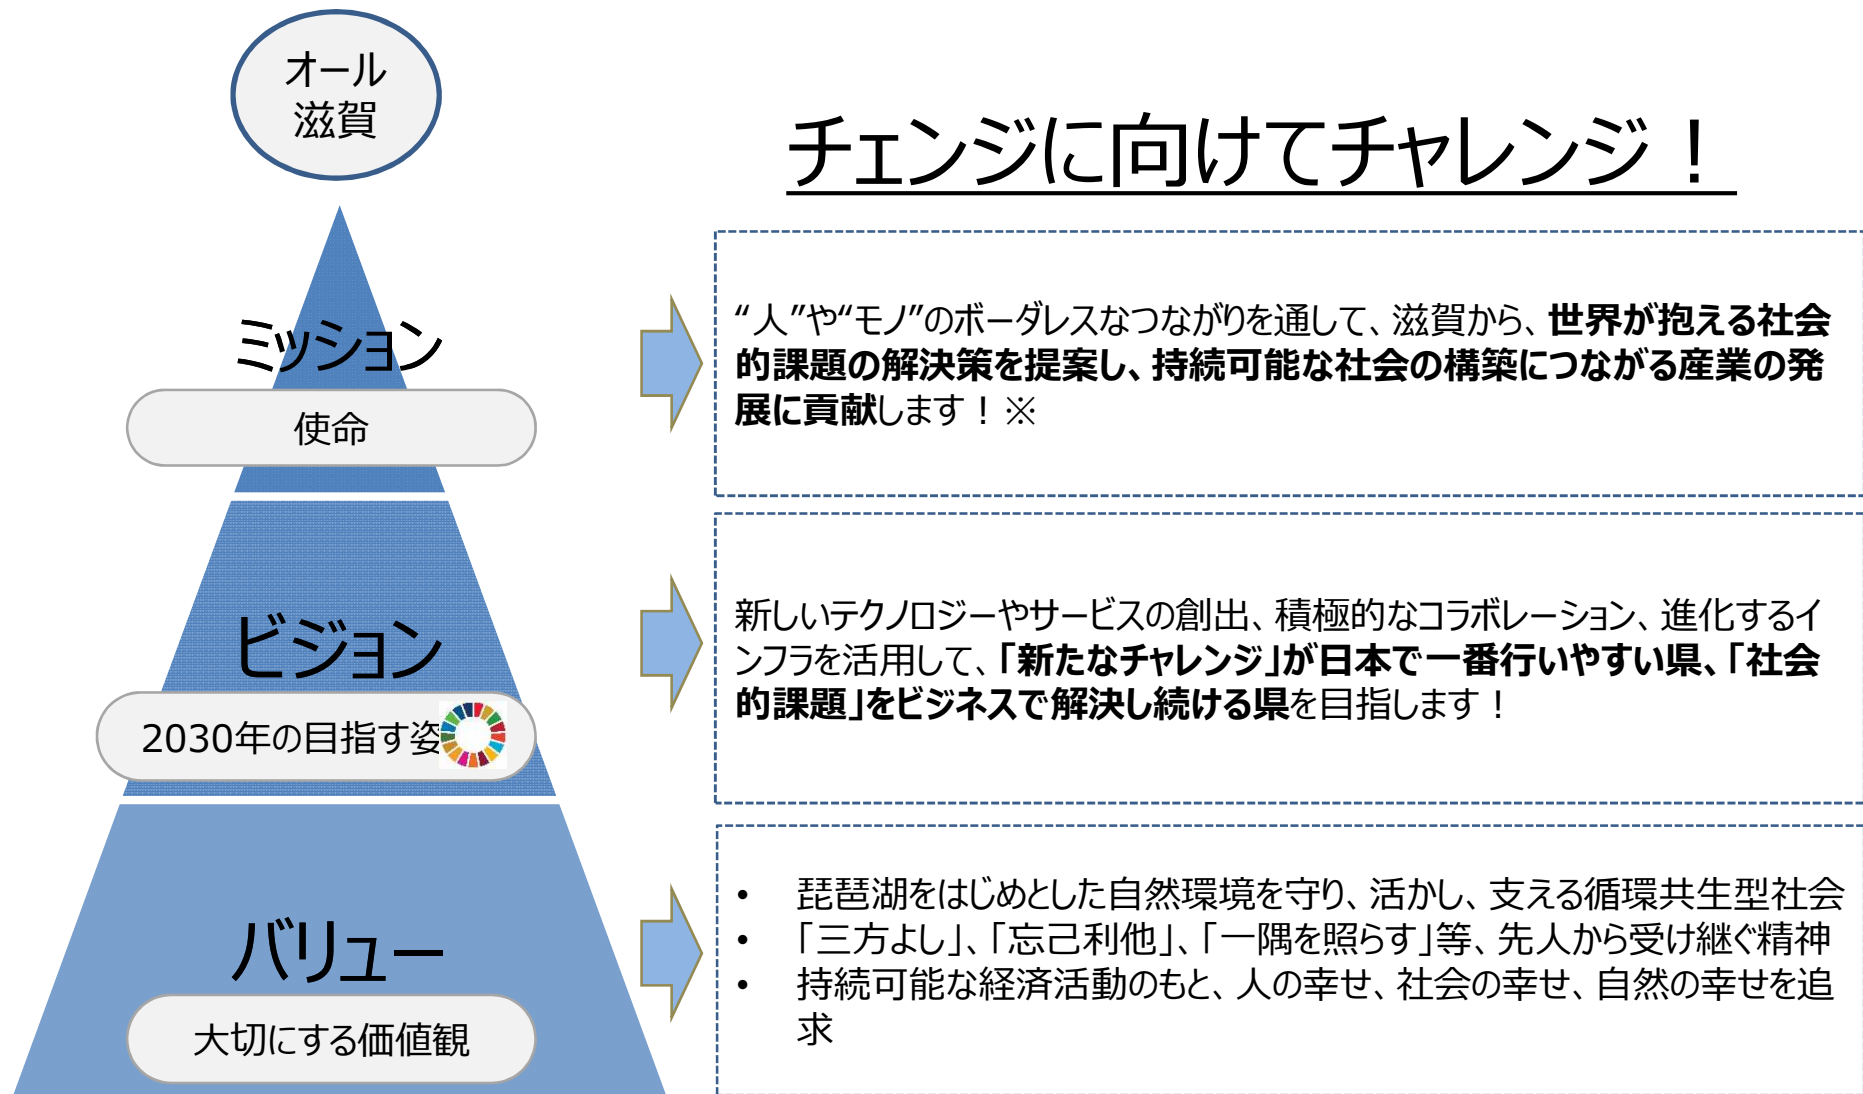 オール
滋賀
チェンジに向けてチャレンジ！
ミッション
使命
“人”や“モノ”のボーダレスなつながりを通して、滋賀から、世界が抱える社会
的課題の解決策を提案し、持続可能な社会の構築につながる産業の発
展に貢献します！※
ビジョン
2030年の目指す姿
新しいテクノロジーやサービスの創出、積極的なコラボレーション、進化するイ
ンフラを活用して、「新たなチャレンジ」が日本で一番行いやすい県、「社会
的課題」をビジネスで解決し続ける県を目指します！
バリュー
大切にする価値観
• 琵琶湖をはじめとした自然環境を守り、活かし、支える循環共生型社会
• 「三方よし」、「忘己利他」、「一隅を照らす」等、先人から受け継ぐ精神
• 持続可能な経済活動のもと、人の幸せ、社会の幸せ、自然の幸せを追
求